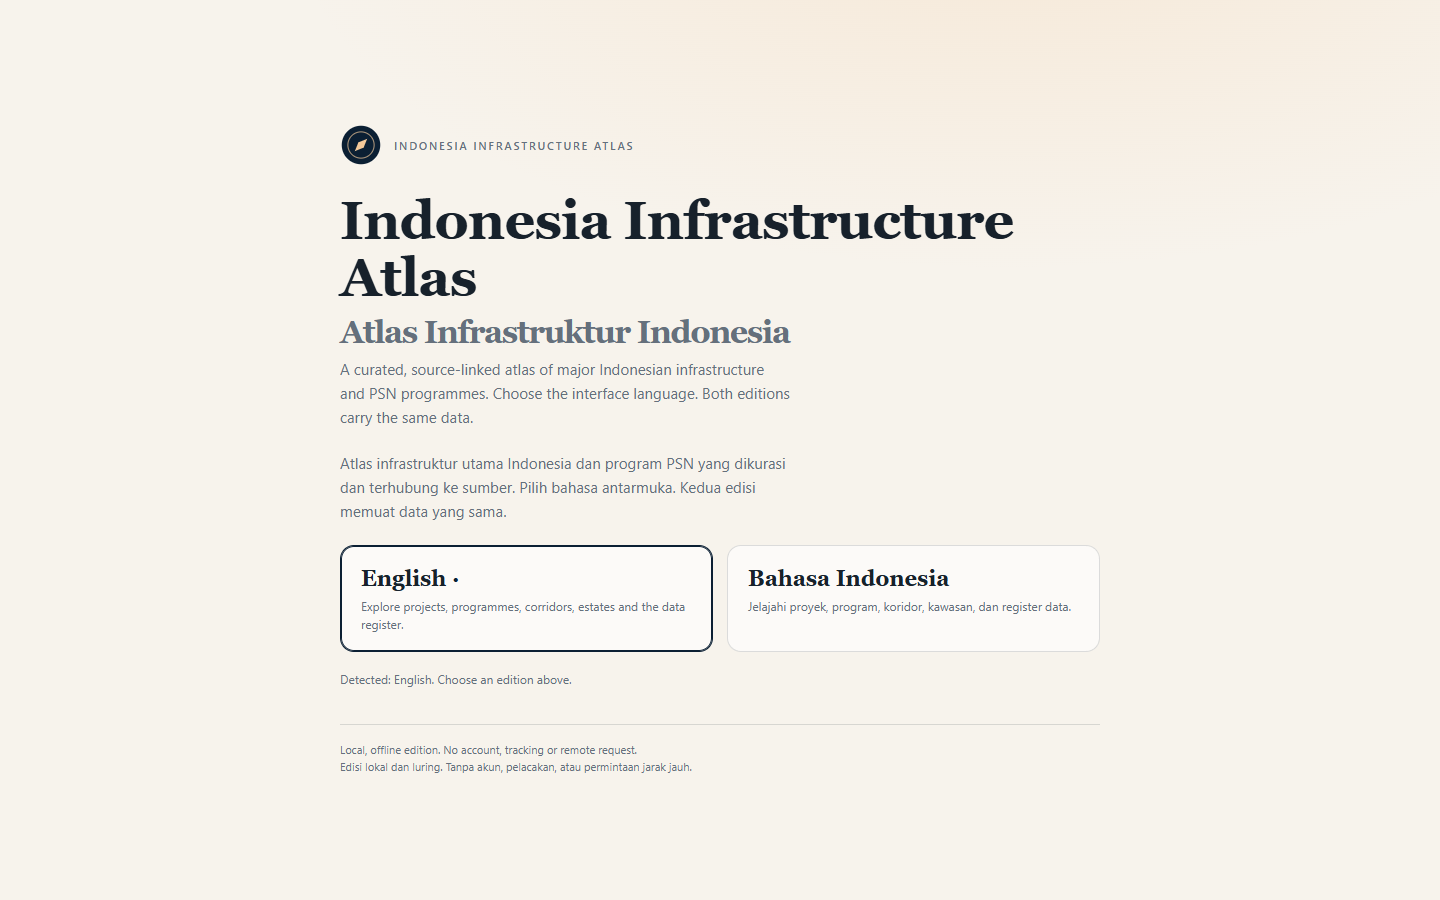 INDONESIA INFRASTRUCTURE ATLAS
Indonesia Infrastructure
Atlas
Atlas Infrastruktur Indonesia
A curated, source-linked atlas of major Indonesian infrastructure
and PSN programmes. Choose the interface language. Both editions
carry the same data.
Atlas infrastruktur utama Indonesia dan program PSN yang dikurasi
dan terhubung ke sumber. Pilih bahasa antarmuka. Kedua edisi
memuat data yang sama.
English ·
Explore projects, programmes, corridors, estates and the data
register.
Bahasa Indonesia
Jelajahi proyek, program, koridor, kawasan, dan register data.
Detected: English. Choose an edition above.
Local, offline edition. No account, tracking or remote request.
Edisi lokal dan luring. Tanpa akun, pelacakan, atau permintaan jarak jauh.